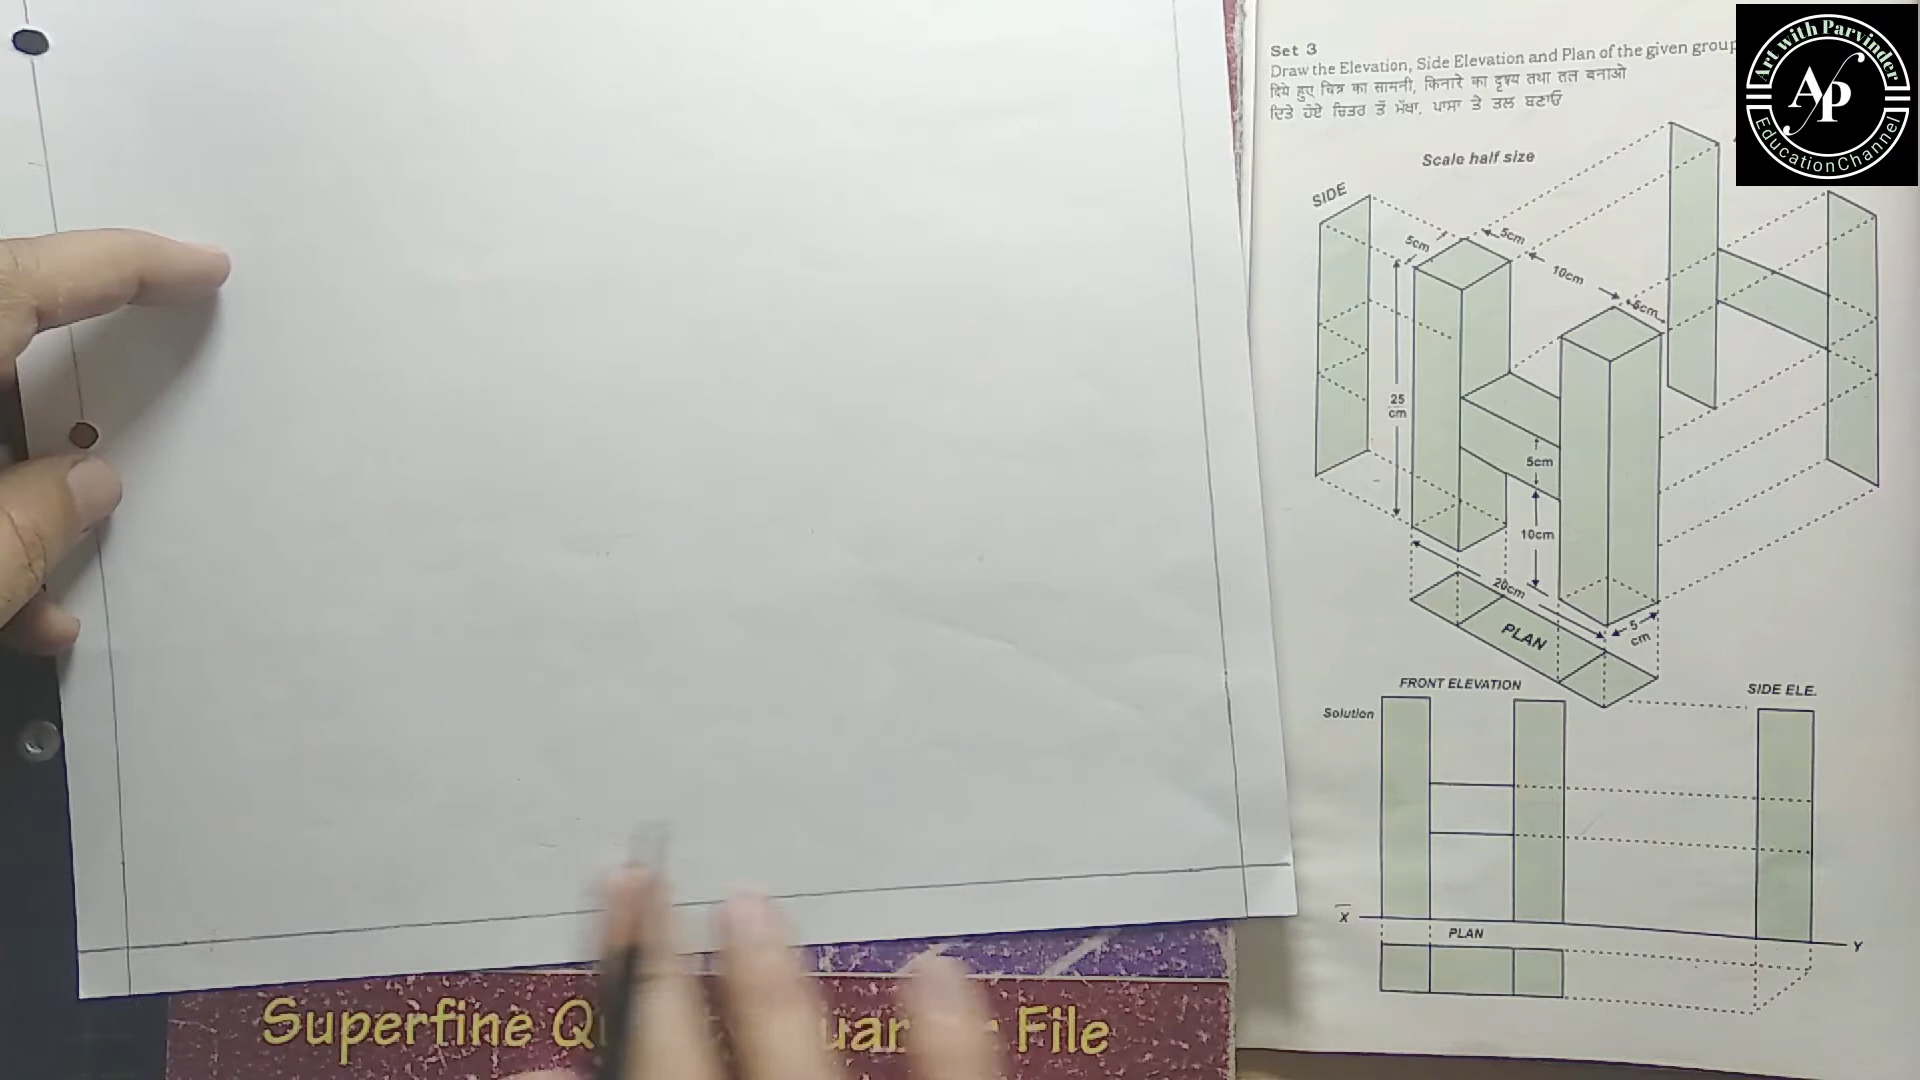 Set 3
Draw the Elevation, Side Elevation and Plan of the given group
दिये हुए चित्र का सामनी, किनारे का दृश्य तथा तल बनाओ
ਦਿਤੇ ਹੋਏ ਚਿਤਰ ਤੋਂ ਮੱਥਾ, ਪਾਸਾ ਤੇ ਤਲ ਬਣਾਓ
Art with Parvinder
AP
Education Channel
Scale half size
SIDE
5cm
5cm
10cm
5cm
25
cm
5cm
10cm
20cm
5
cm
PLAN
FRONT ELEVATION
SIDE ELE.
Solution
X
Y
PLAN
Superfine
File